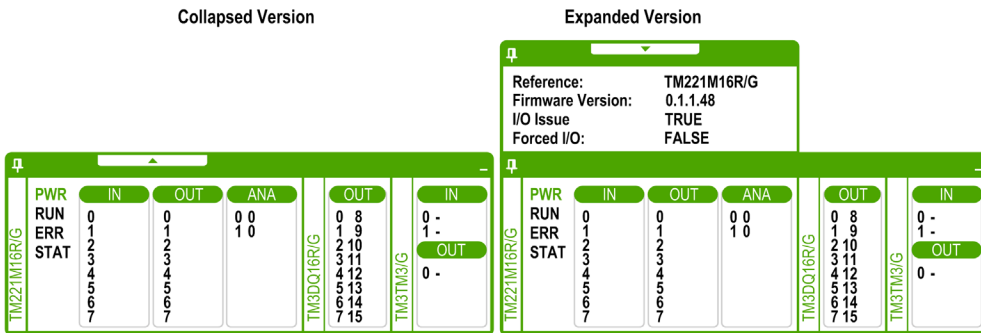 Collapsed Version
Expanded Version
Reference: TM221M16R/G
Firmware Version: 0.1.1.48
I/O Issue TRUE
Forced I/O: FALSE
TM221M16R/G
PWR
RUN
ERR
STAT
IN
0
1
2
3
4
5
6
7
OUT
0
1
2
3
4
5
6
7
ANA
0 0
1 0
TM3DQ16R/G
OUT
0 8
1 9
2 10
3 11
4 12
5 13
6 14
7 15
TM3TM3/G
IN
0 -
1 -
OUT
0 -
TM221M16R/G
PWR
RUN
ERR
STAT
IN
0
1
2
3
4
5
6
7
OUT
0
1
2
3
4
5
6
7
ANA
0 0
1 0
TM3DQ16R/G
OUT
0 8
1 9
2 10
3 11
4 12
5 13
6 14
7 15
TM3TM3/G
IN
0 -
1 -
OUT
0 -